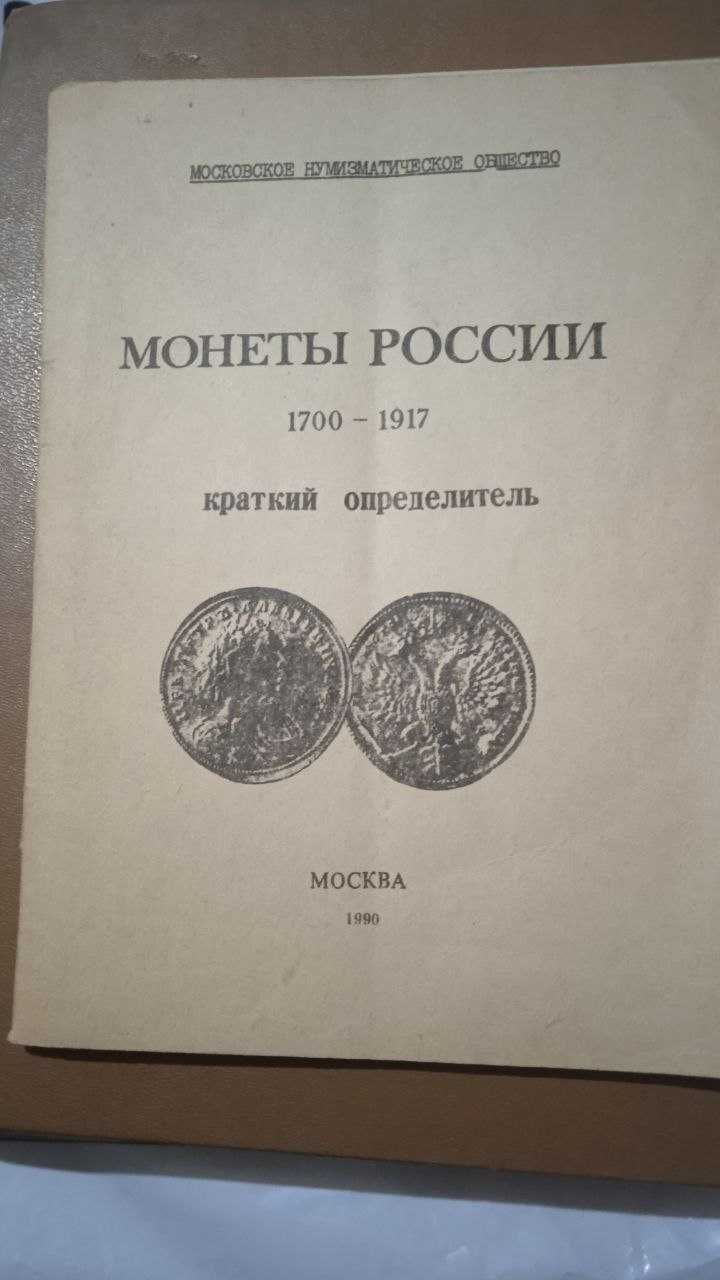 МОСКОВСКОЕ НУМИЗМАТИЧЕСКОЕ ОБЩЕСТВО
МОНЕТЫ РОССИИ
1700 – 1917
краткий определитель
МОСКВА
1990